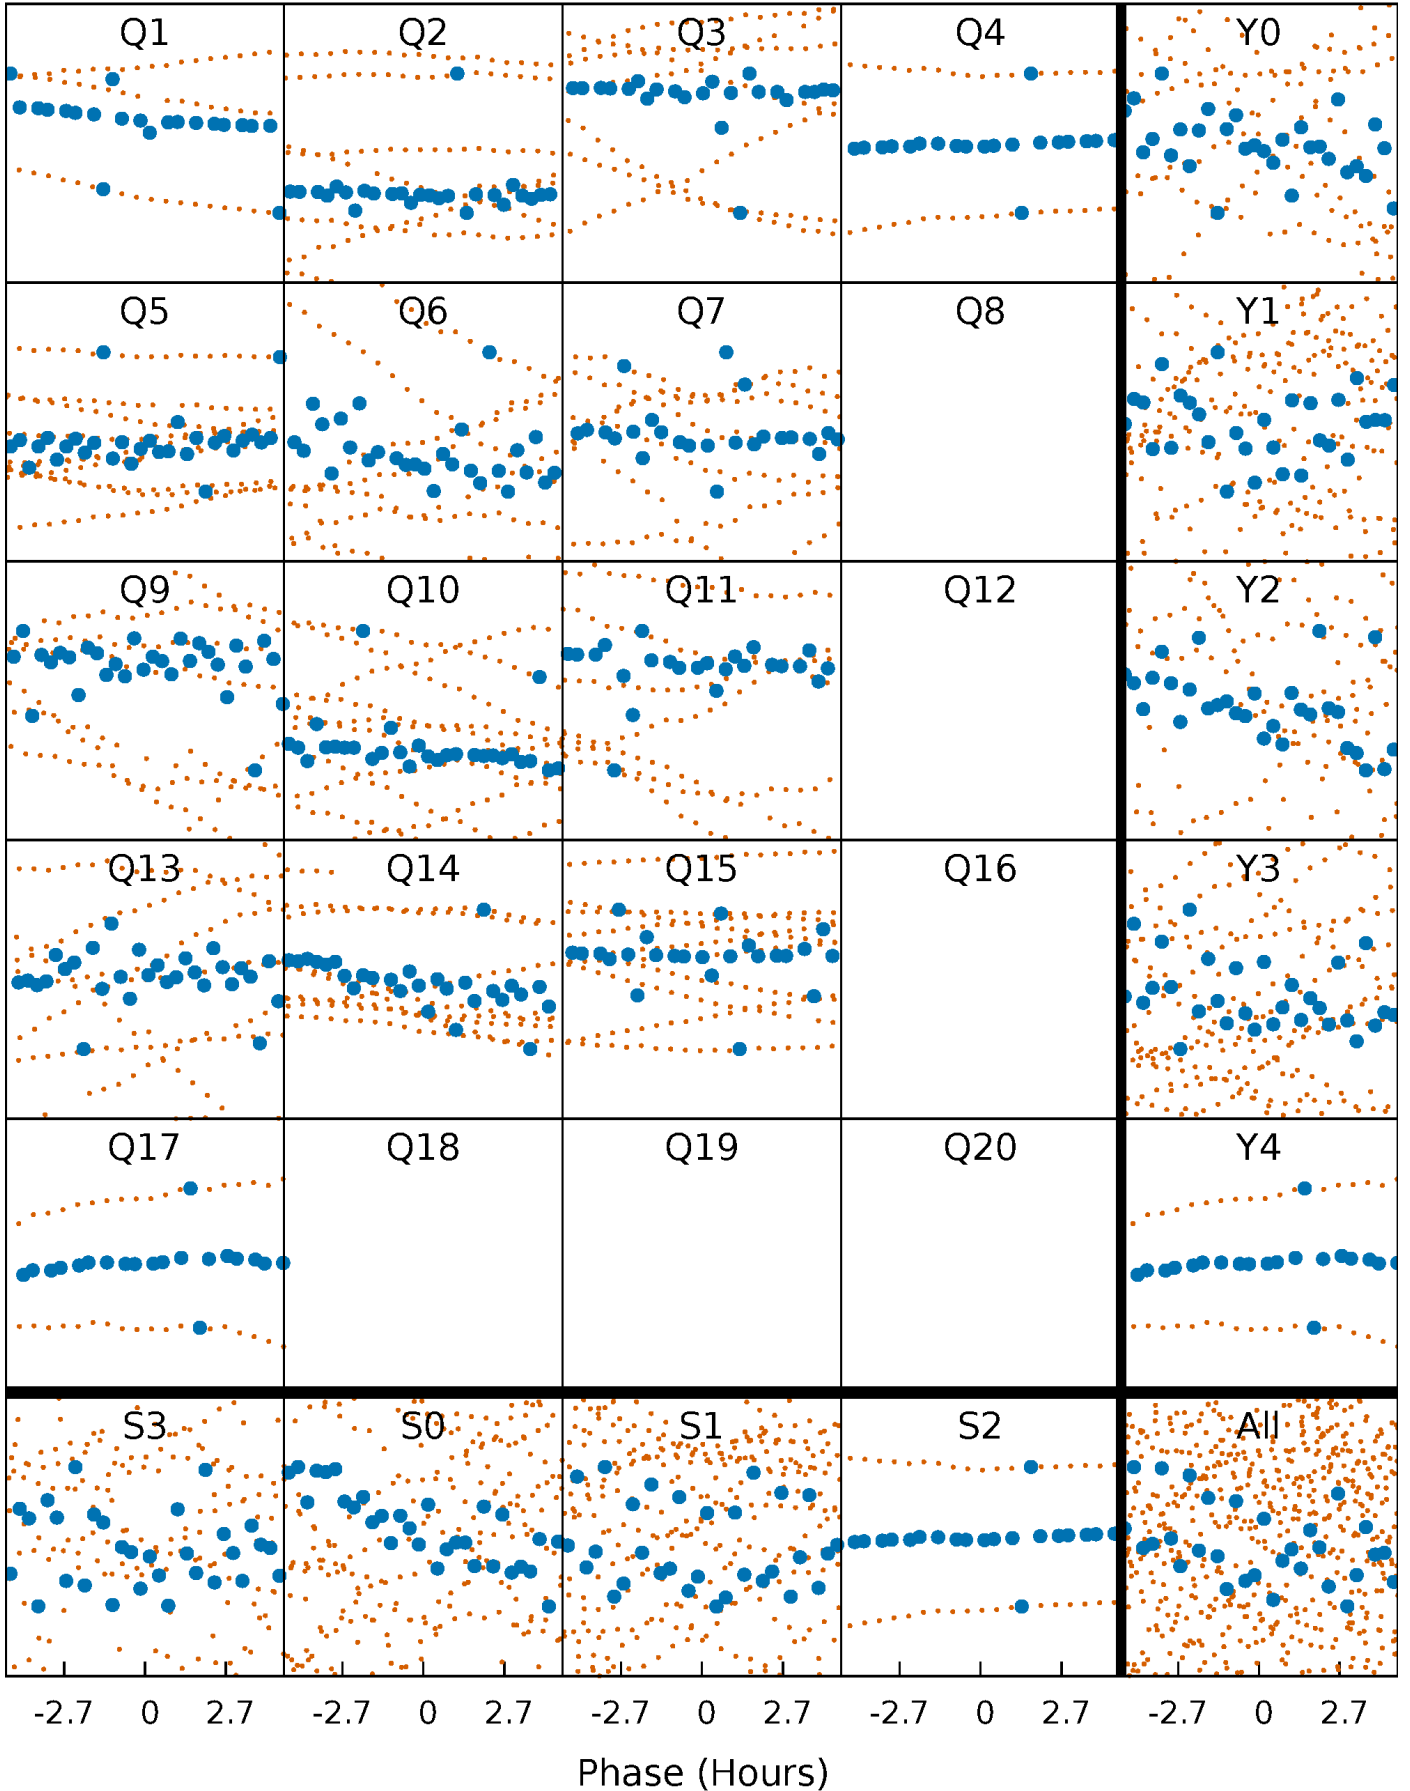 Q1 Q2 Q3 Q4 Y0
Q5 Q6 Q7 Q8 Y1
Q9 Q10 Q11 Q12 Y2
Q13 Q14 Q15 Q16 Y3
Q17 Q18 Q19 Q20 Y4
S3 S0 S1 S2 All
-2.7 0 2.7 -2.7 0 2.7 -2.7 0 2.7 -2.7 0 2.7 -2.7 0 2.7
Phase (Hours)